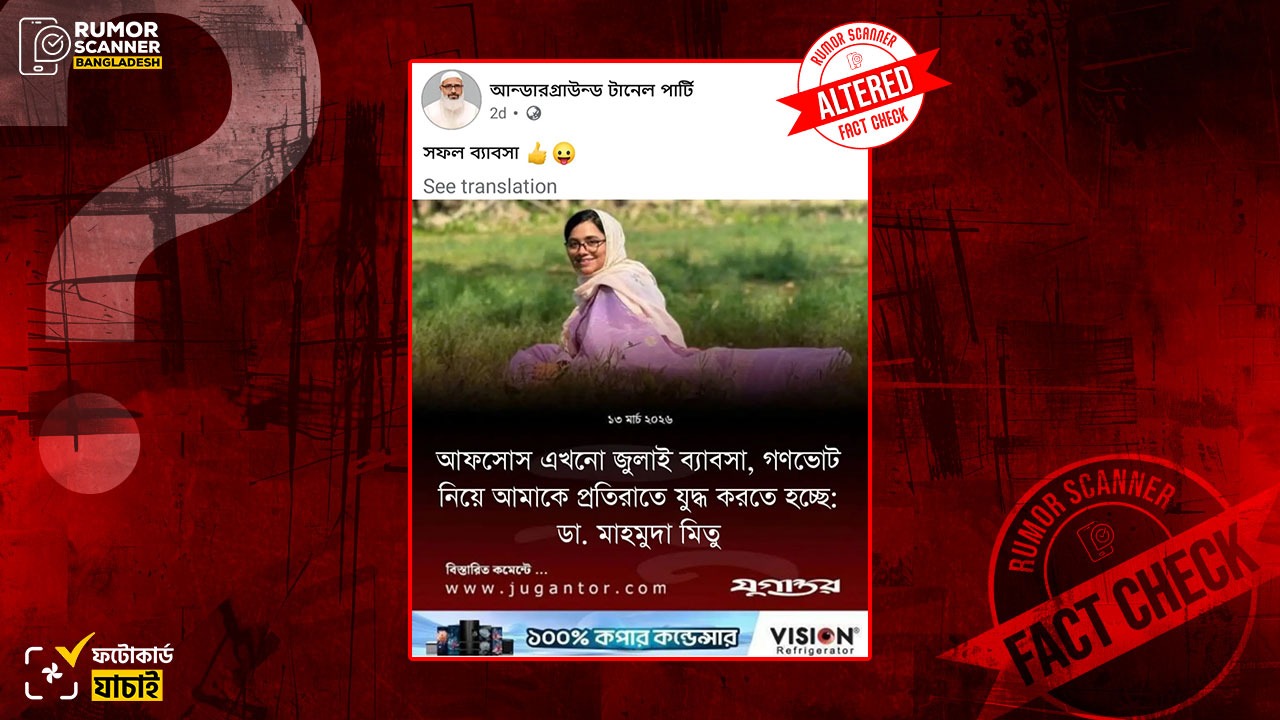 RUMOR
SCANNER
BANGLADESH
RUMOR SCANNER
ALTERED
FACT CHECK
আন্ডারগ্রাউন্ড টানেল পার্টি
2d
সফল ব্যাবসা 👍😛
See translation
১৩ মার্চ ২০২৬
আফসোস এখনো জুলাই ব্যাবসা, গণভোট
নিয়ে আমাকে প্রতিরাতে যুদ্ধ করতে হচ্ছে:
ডা. মাহমুদা মিতু
বিস্তারিত কমেন্টে ...
www.jugantor.com
যুগান্তর
১০০% কপার কন্ডেন্সার
VISION®
Refrigerator
ফটোকার্ড
যাচাই
RUMOR SCANNER
FACT CHECK